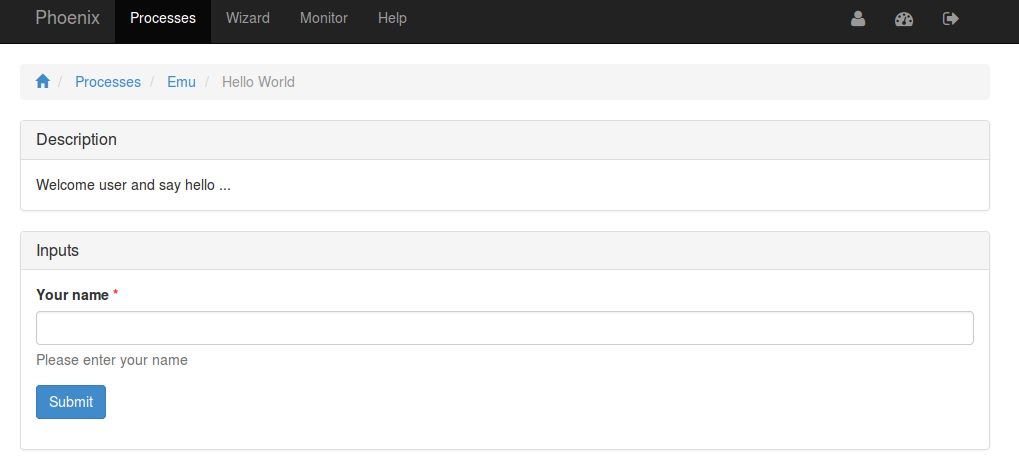 Phoenix Processes Wizard Monitor Help
/ Processes / Emu / Hello World
Description
Welcome user and say hello ...
Inputs
Your name *
Please enter your name
Submit